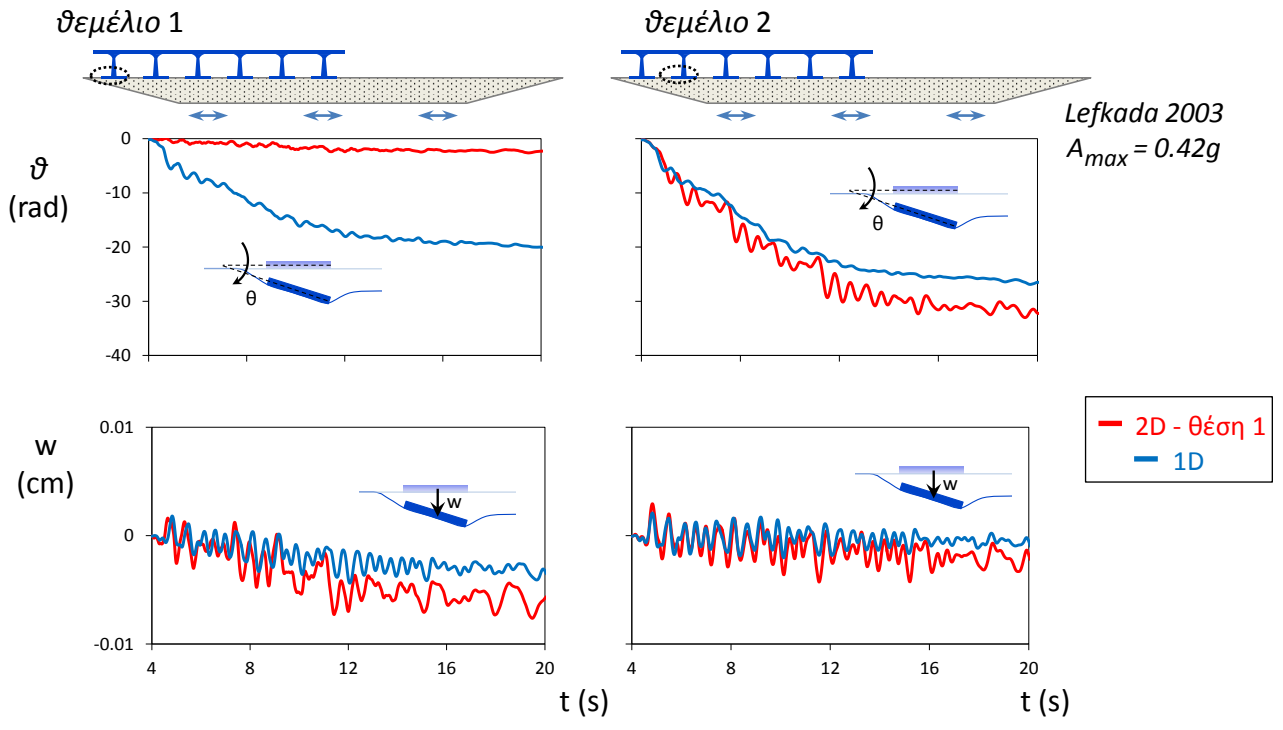 ϑεμέλιο 1
ϑεμέλιο 2
Lefkada 2003
Amax = 0.42g
ϑ
(rad)
0
-10
-20
-30
-40
θ
θ
w
(cm)
0.01
0
-0.01
w
w
2D - θέση 1
1D
4
8
12
16
20
4
8
12
16
20
t (s)
t (s)